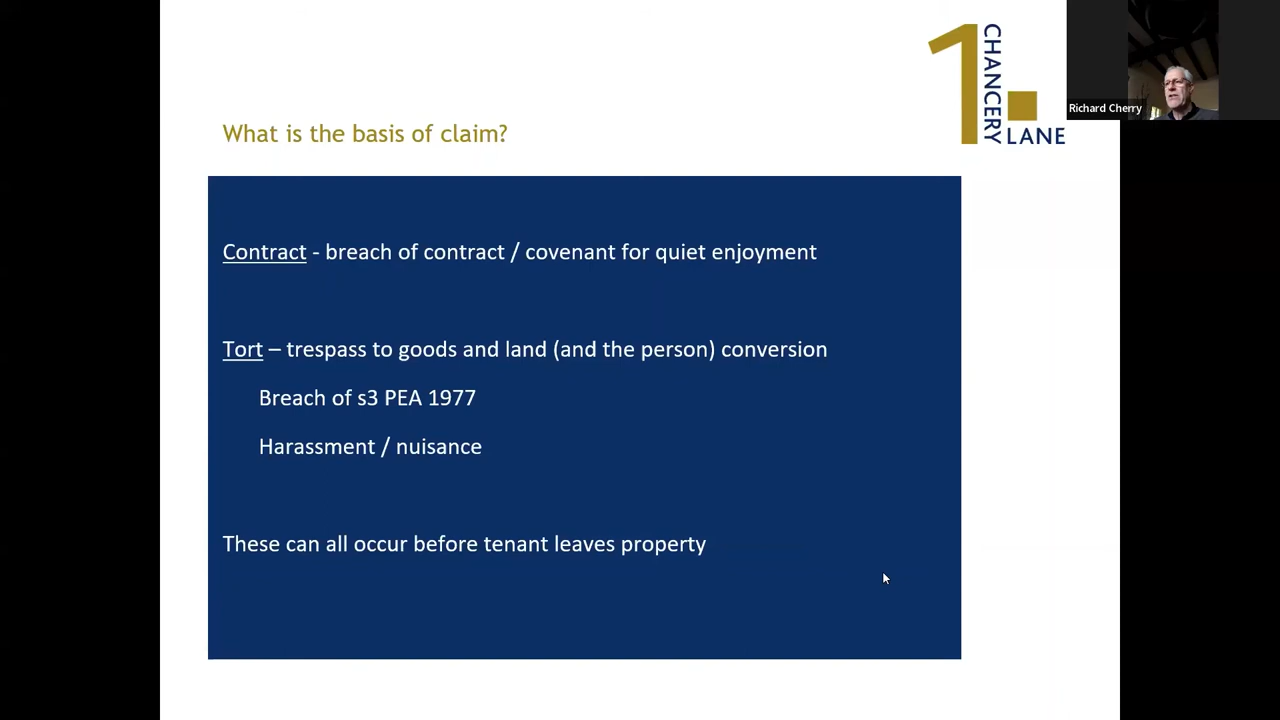 1 CHANCERY LANE
Richard Cherry
What is the basis of claim?
Contract - breach of contract / covenant for quiet enjoyment
Tort – trespass to goods and land (and the person) conversion
Breach of s3 PEA 1977
Harassment / nuisance
These can all occur before tenant leaves property